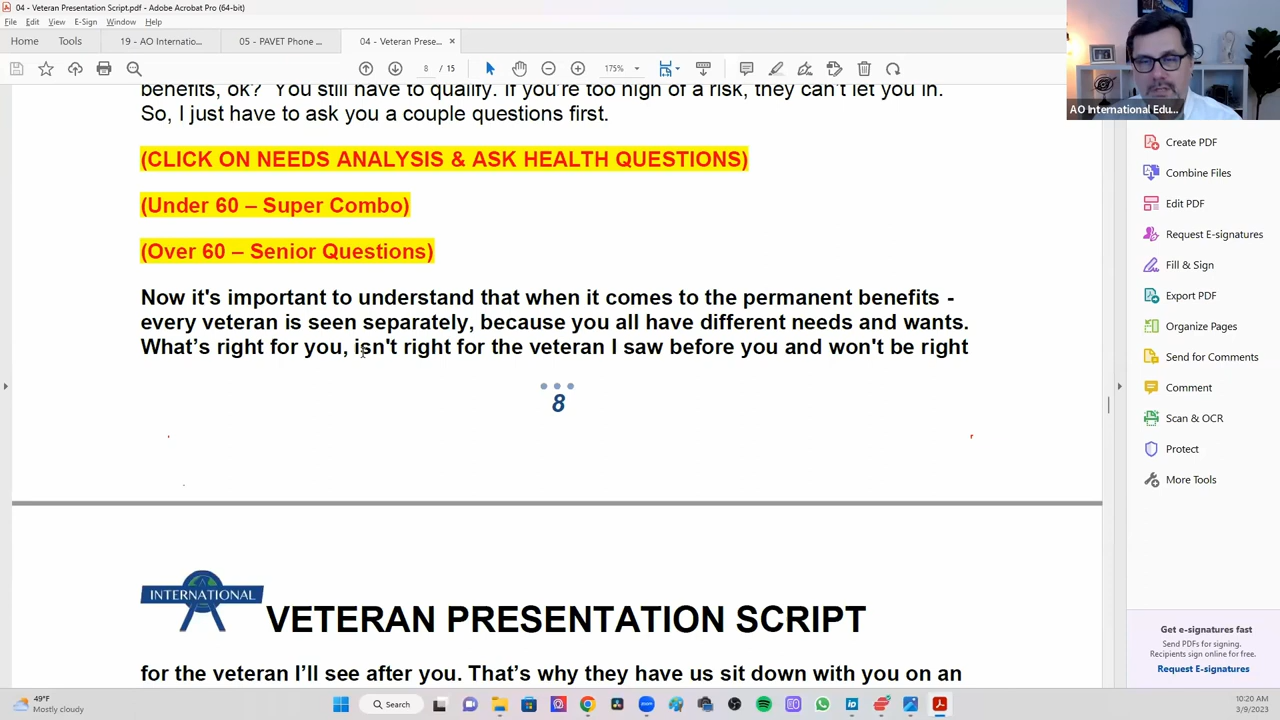 04 - Veteran Presentation Script.pdf - Adobe Acrobat Pro (64-bit)
File Edit View E-Sign Window Help
Home Tools 19 - AO Internatio... 05 - PAVET Phone ... 04 - Veteran Prese... ×
8 / 15 175%
benefits, ok? You still have to qualify. If you're too high of a risk, they can't let you in.
So, I just have to ask you a couple questions first.
(CLICK ON NEEDS ANALYSIS & ASK HEALTH QUESTIONS)
(Under 60 – Super Combo)
(Over 60 – Senior Questions)
Now it's important to understand that when it comes to the permanent benefits -
every veteran is seen separately, because you all have different needs and wants.
What's right for you, isn't right for the veteran I saw before you and won't be right
8
INTERNATIONAL
VETERAN PRESENTATION SCRIPT
for the veteran I'll see after you. That's why they have us sit down with you on an
AO International Edu...
Create PDF
Combine Files
Edit PDF
Request E-signatures
Fill & Sign
Export PDF
Organize Pages
Send for Comments
Comment
Scan & OCR
Protect
More Tools
Get e-signatures fast
Send PDFs for signing.
Recipients sign online for free.
Request E-signatures
49°F
Mostly cloudy
Search
10:20 AM
3/9/2023